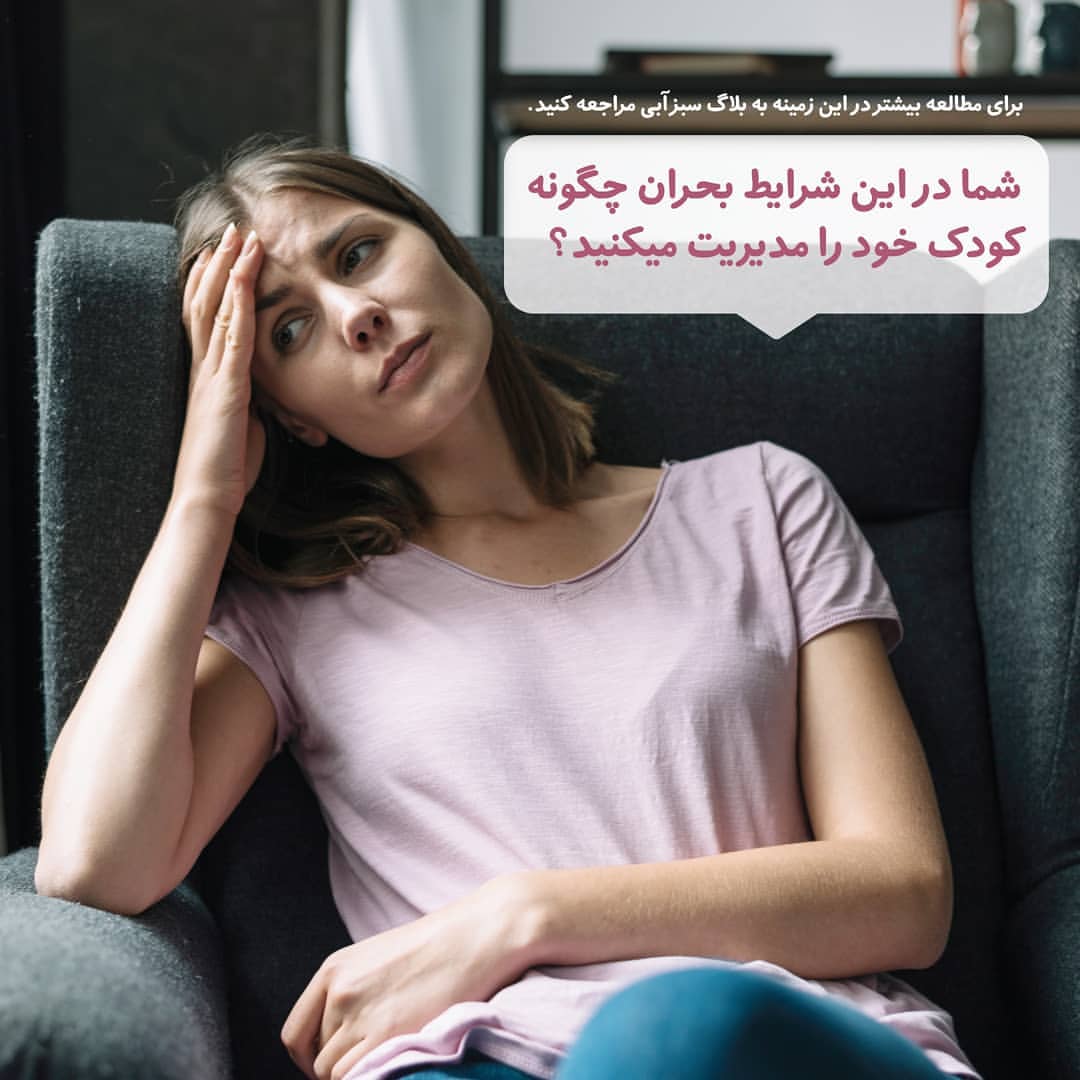 برای مطالعه بیشتر در این زمینه به بلاگ سبزآبی مراجعه کنید.
شما در این شرایط بحران چگونه
کودک خود را مدیریت میکنید؟